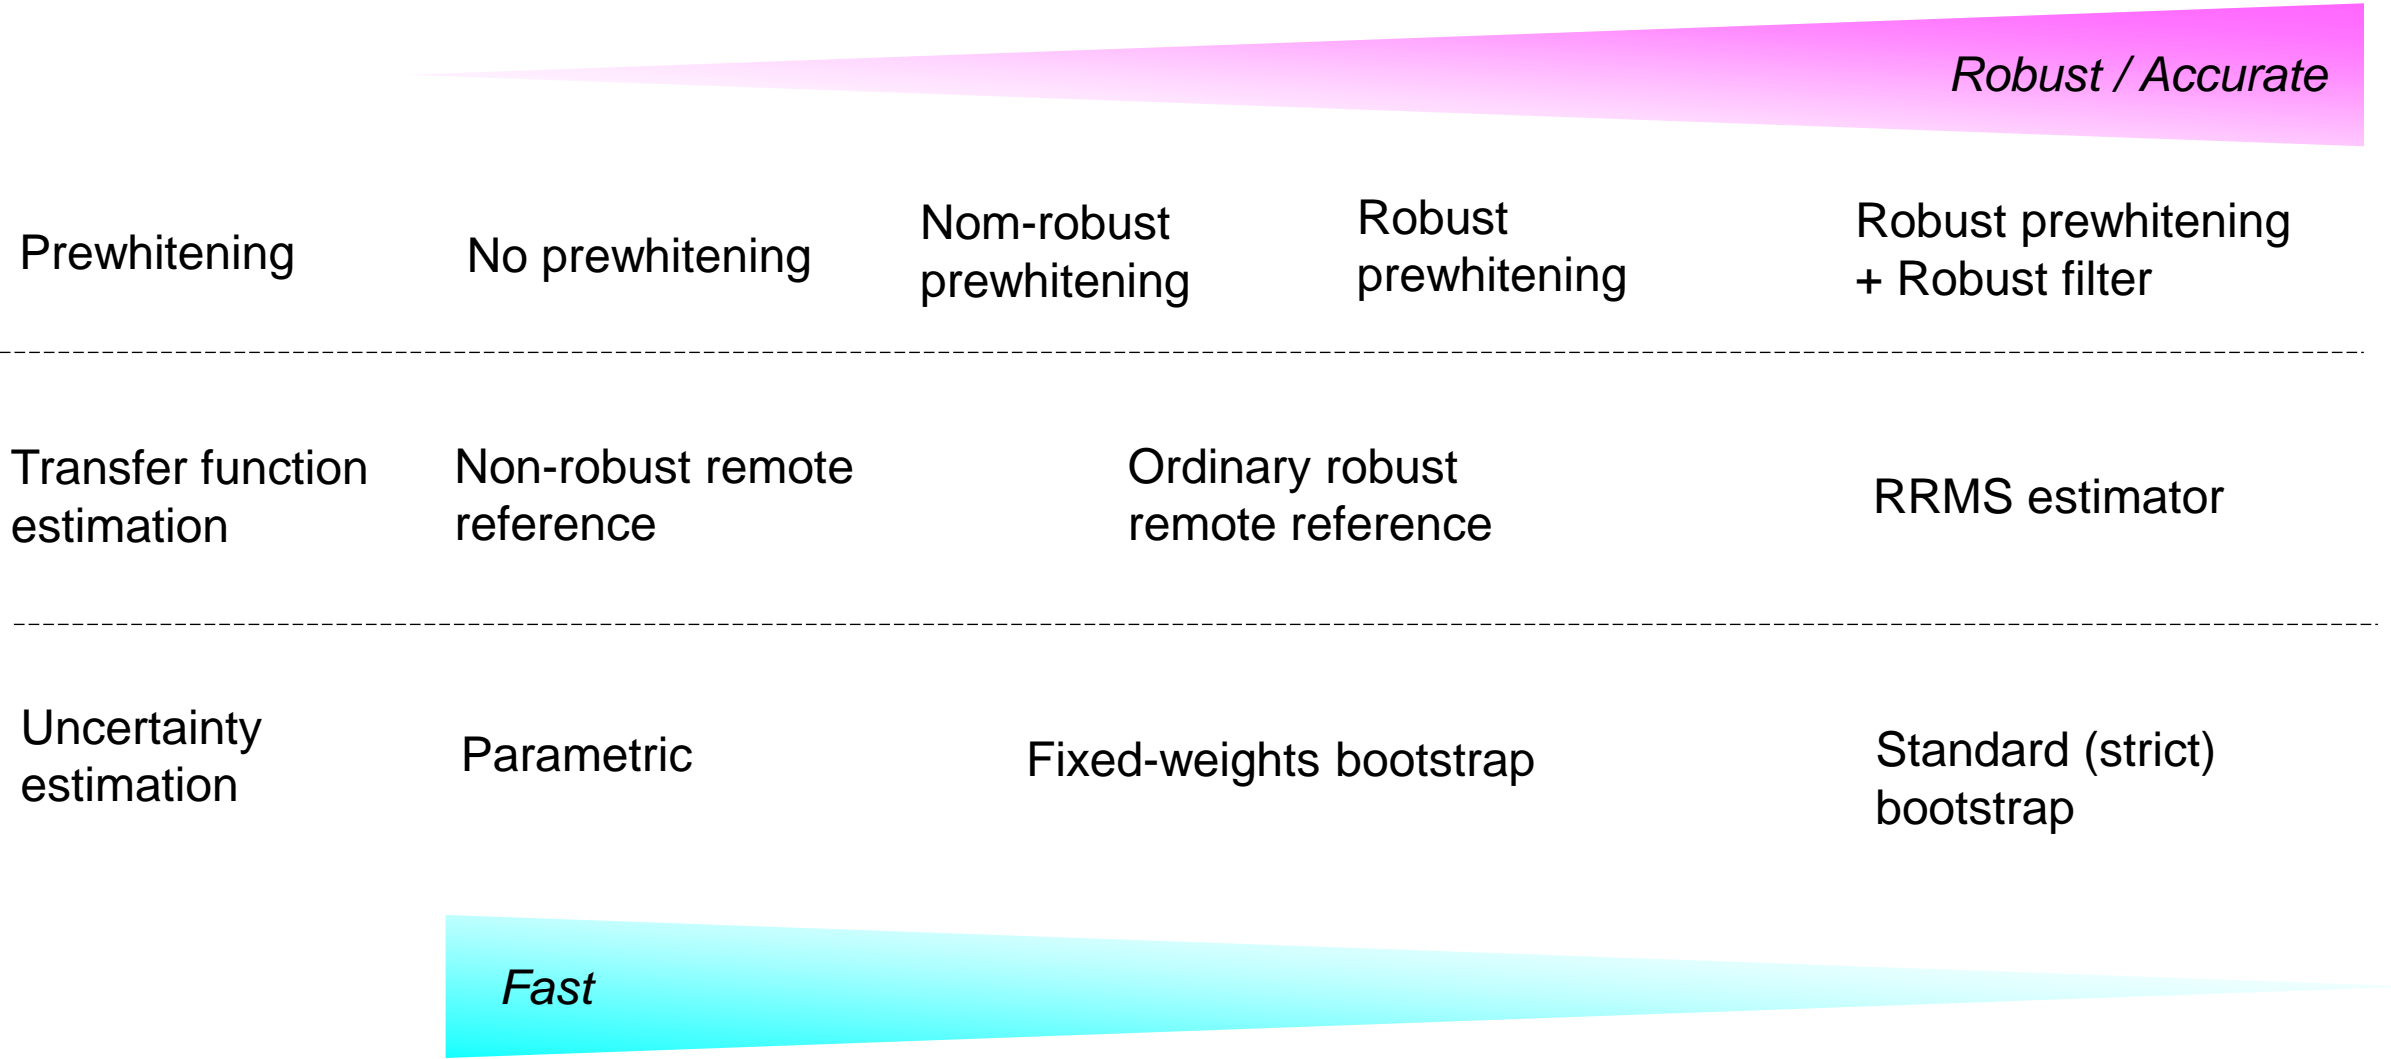 Robust / Accurate
Prewhitening
No prewhitening
Nom-robust
prewhitening
Robust
prewhitening
Robust prewhitening
+ Robust filter
Transfer function
estimation
Non-robust remote
reference
Ordinary robust
remote reference
RRMS estimator
Uncertainty
estimation
Parametric
Fixed-weights bootstrap
Standard (strict)
bootstrap
Fast